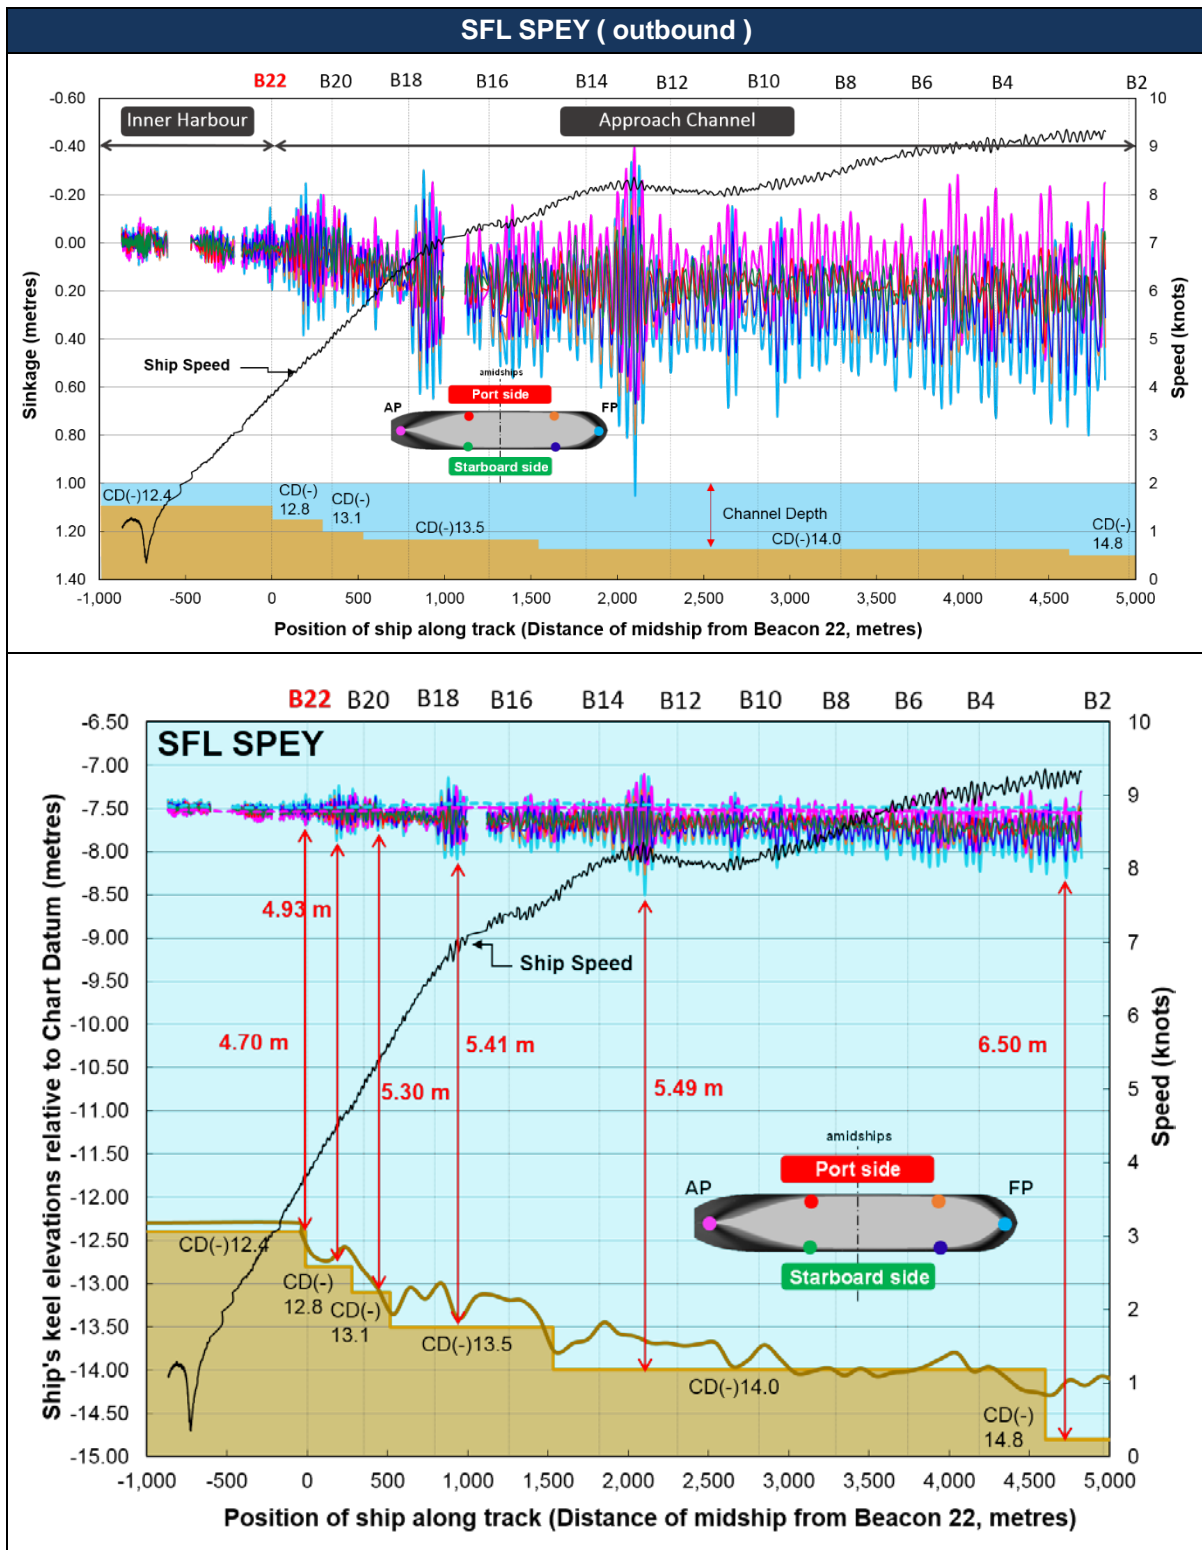 SFL SPEY ( outbound )
B22 B20 B18 B16 B14 B12 B10 B8 B6 B4 B2
-0.60 10
Inner Harbour Approach Channel
-0.40 9
-0.20 8
0.00 7
0.20 6
0.40 5
0.60 4
0.80 3
1.00 2
1.20 1
1.40 0
Sinkage (metres)
Speed (knots)
Ship Speed
amidships
Port side
AP FP
Starboard side
CD(-)12.4
CD(-)
12.8
CD(-)
13.1
CD(-)13.5
Channel Depth
CD(-)14.0
CD(-)
14.8
-1,000 -500 0 500 1,000 1,500 2,000 2,500 3,000 3,500 4,000 4,500 5,000
Position of ship along track (Distance of midship from Beacon 22, metres)
B22 B20 B18 B16 B14 B12 B10 B8 B6 B4 B2
SFL SPEY
-6.50 10
-7.00
-7.50 9
-8.00 8
-8.50
-9.00 7
-9.50
-10.00 6
-10.50
-11.00 5
-11.50
-12.00 4
-12.50 3
-13.00
-13.50 2
-14.00 1
-14.50
-15.00 0
Ship's keel elevations relative to Chart Datum (metres)
Speed (knots)
4.93 m
Ship Speed
4.70 m
5.41 m
6.50 m
5.30 m
5.49 m
amidships
Port side
AP FP
Starboard side
CD(-)12.4
CD(-)
12.8
CD(-)
13.1
CD(-)13.5
CD(-)14.0
CD(-)
14.8
-1,000 -500 0 500 1,000 1,500 2,000 2,500 3,000 3,500 4,000 4,500 5,000
Position of ship along track (Distance of midship from Beacon 22, metres)